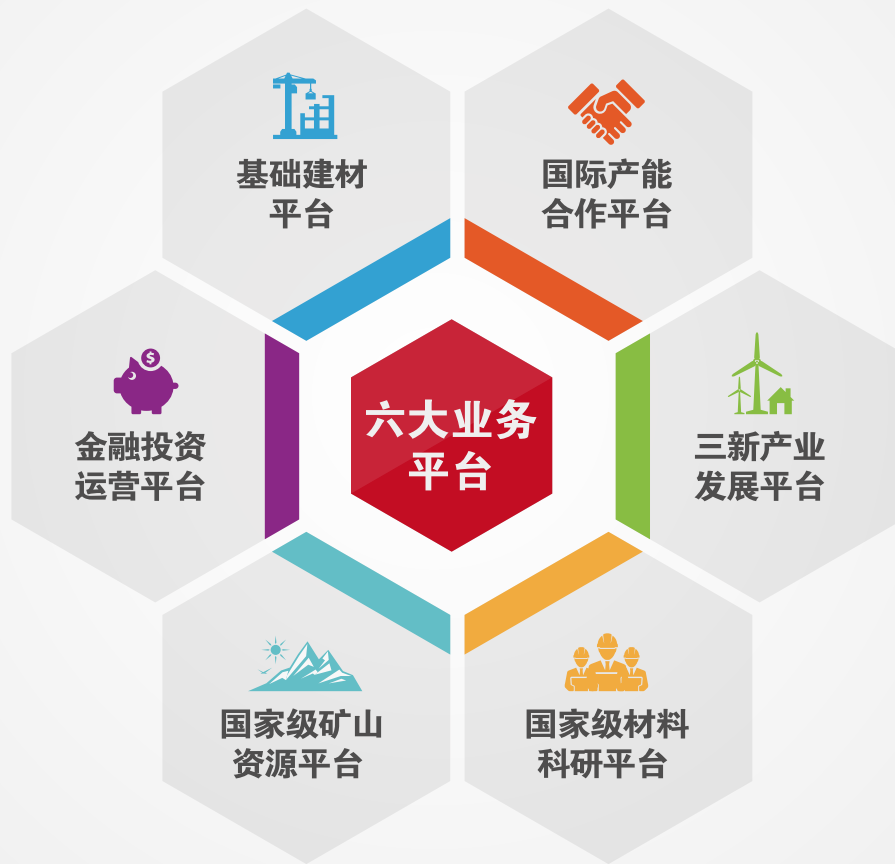 基础建材
平台
国际产能
合作平台
金融投资
运营平台
六大业务
平台
三新产业
发展平台
国家级矿山
资源平台
国家级材料
科研平台
$